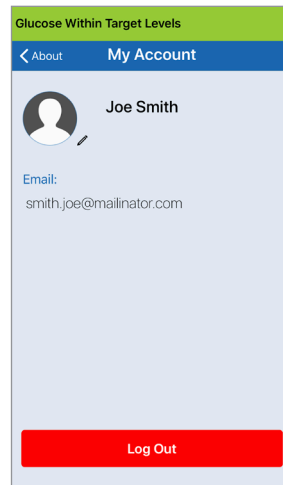 Glucose Within Target Levels
About
My Account
Joe Smith
Email:
smith.joe@mailinator.com
Log Out